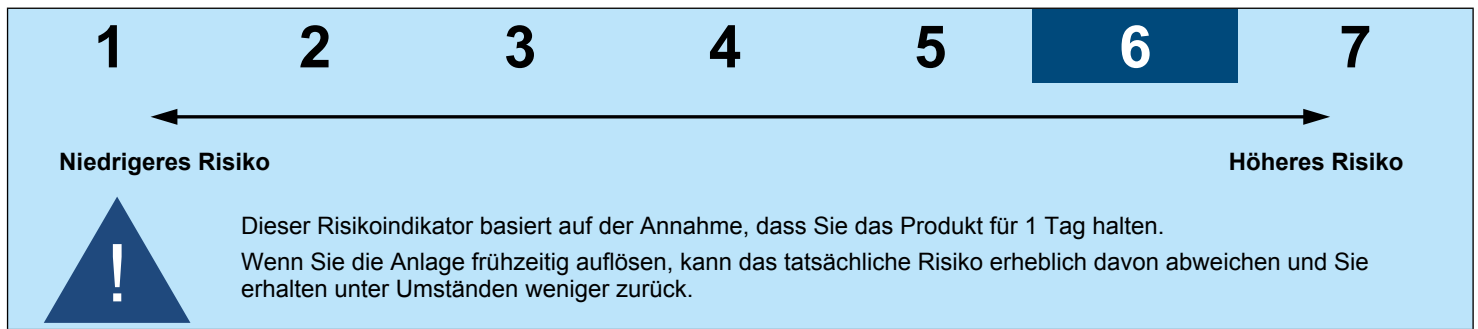 1 2 3 4 5 6 7
Niedrigeres Risiko Höheres Risiko
! Dieser Risikoindikator basiert auf der Annahme, dass Sie das Produkt für 1 Tag halten.
Wenn Sie die Anlage frühzeitig auflösen, kann das tatsächliche Risiko erheblich davon abweichen und Sie
erhalten unter Umständen weniger zurück.